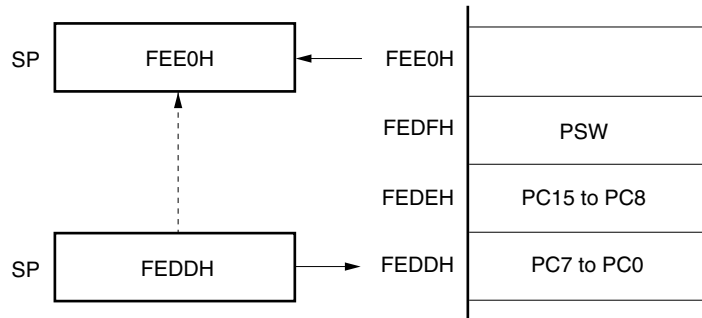 SP FEE0H FEE0H
FEDFH PSW
FEDEH PC15 to PC8
SP FEDDH FEDDH PC7 to PC0